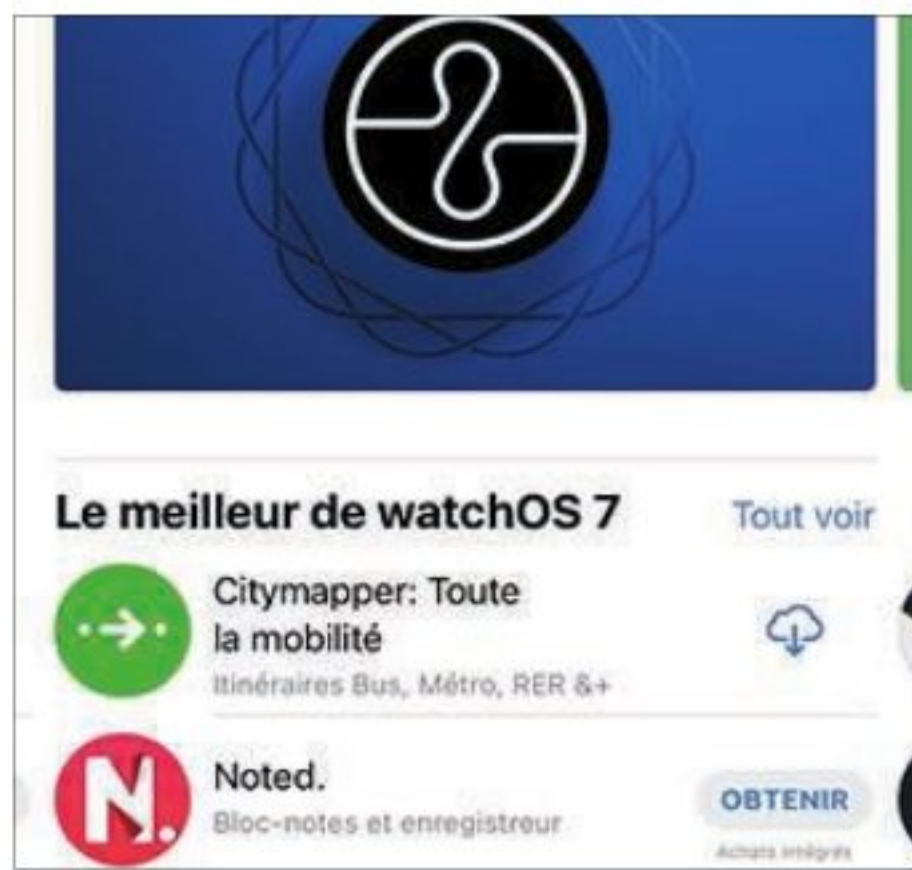 Le meilleur de watchOS 7
Tout voir
Citymapper: Toute
la mobilité
Itinéraires Bus, Métro, RER &+
N.
Noted.
Bloc-notes et enregistreur
OBTENIR
Achats intégrés